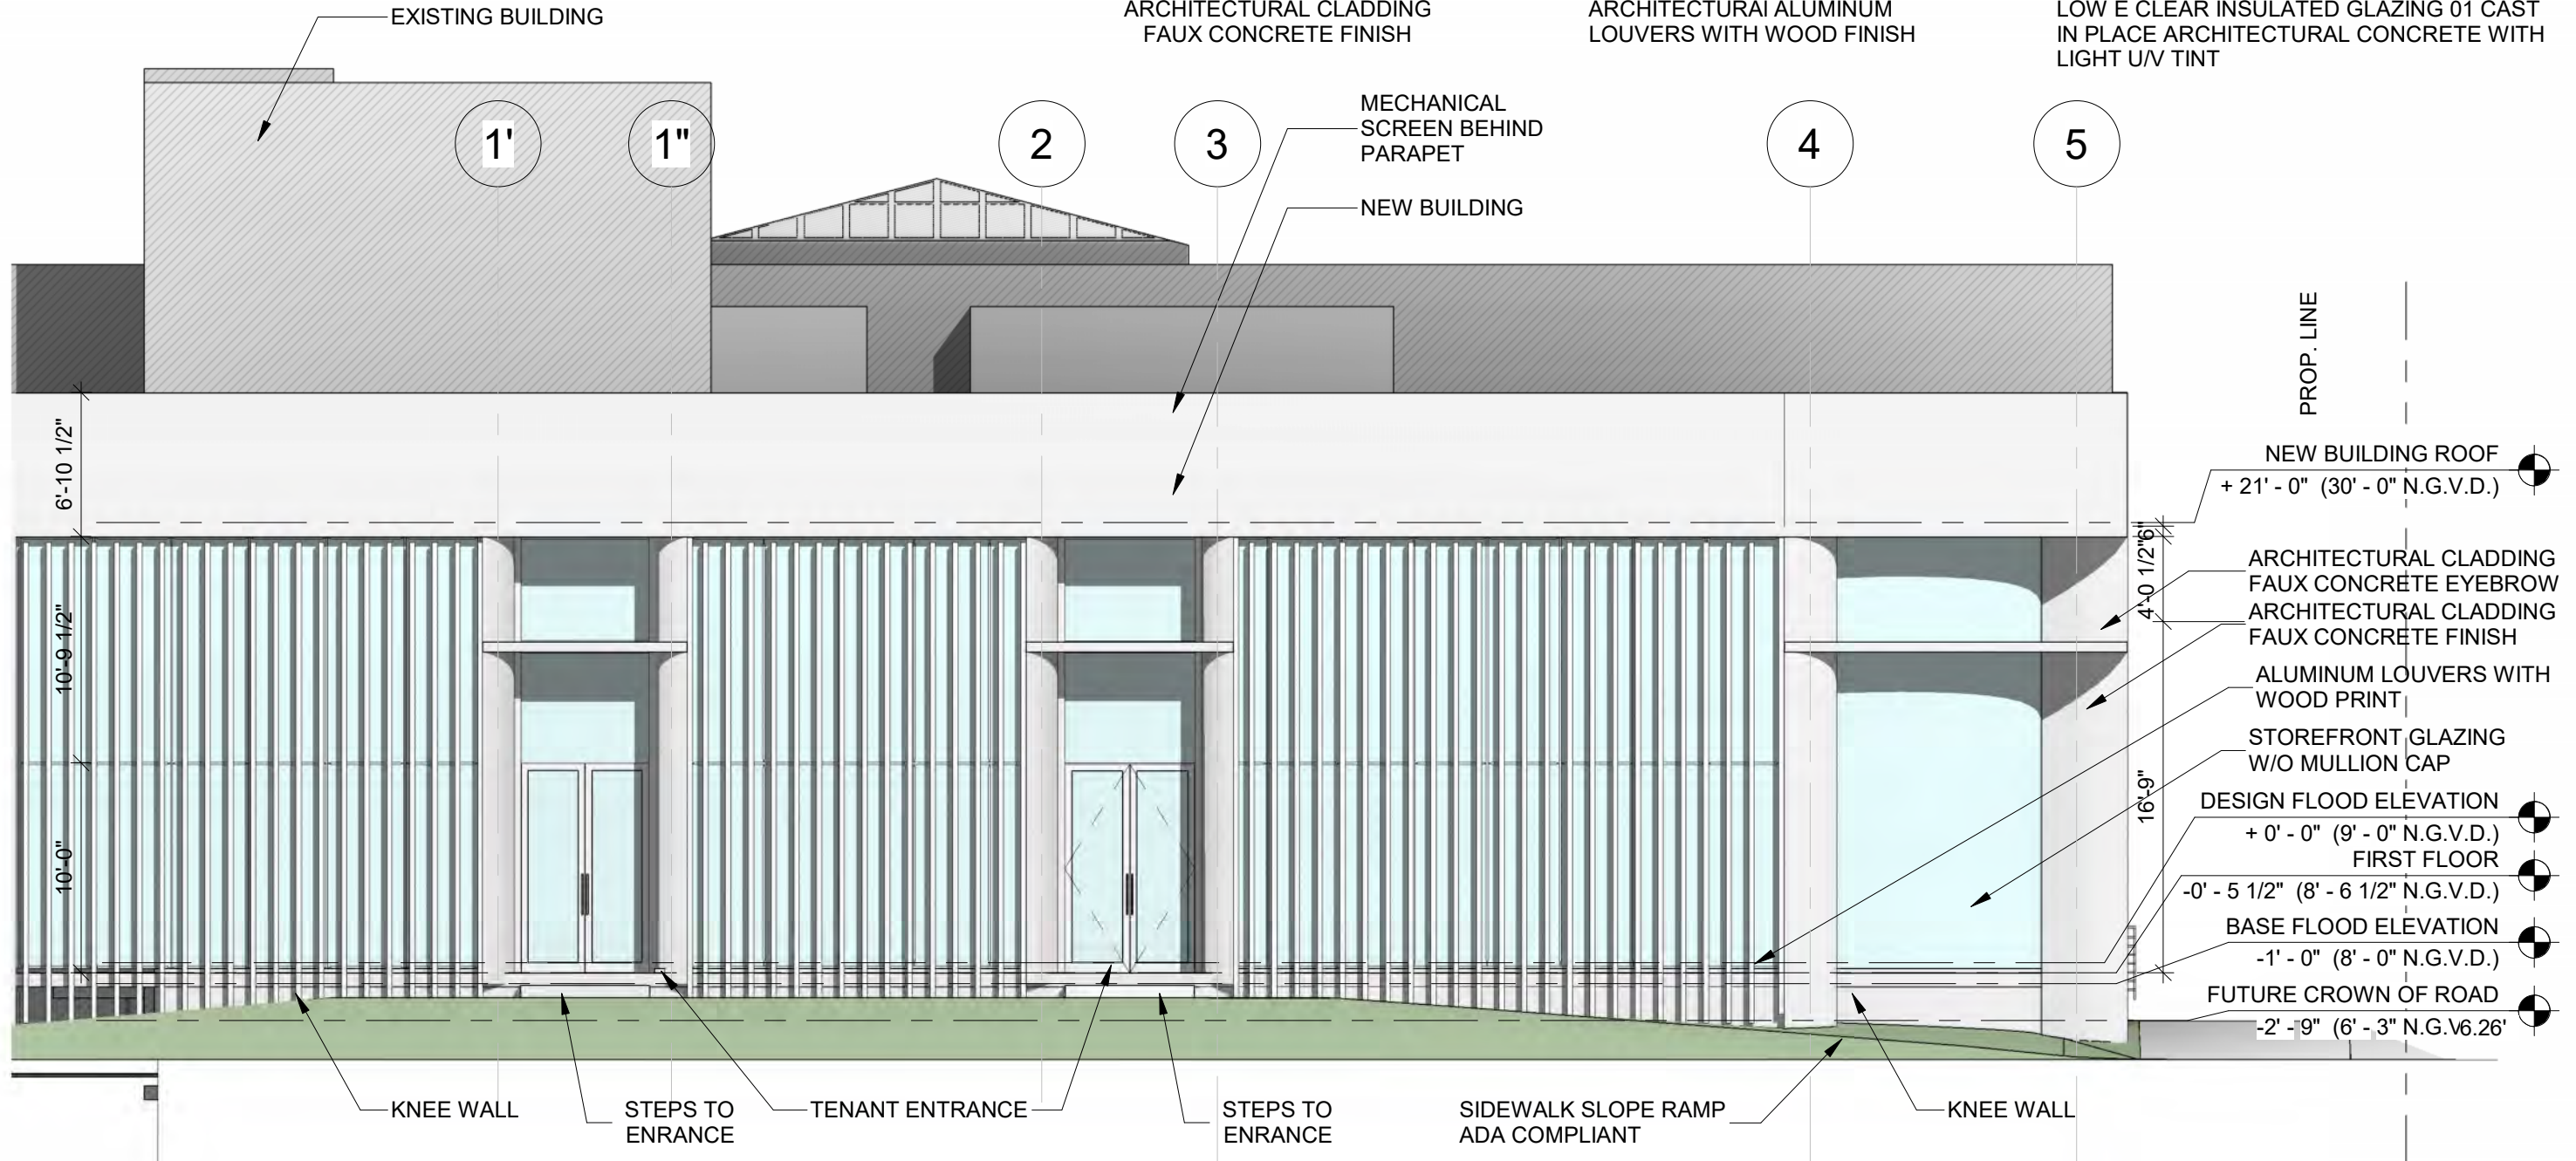 EXISTING BUILDING
ARCHITECTURAL CLADDING
FAUX CONCRETE FINISH
ARCHITECTURAl ALUMINUM
LOUVERS WITH WOOD FINISH
LOW E CLEAR INSULATED GLAZING 01 CAST
IN PLACE ARCHITECTURAL CONCRETE WITH
LIGHT U/V TINT
1'
1"
2
3
4
5
MECHANICAL
SCREEN BEHIND
PARAPET
NEW BUILDING
PROP. LINE
6'-10 1/2"
10'-9 1/2"
10'-0"
NEW BUILDING ROOF
+ 21' - 0" (30' - 0" N.G.V.D.)
6"
4'-0 1/2"
16'-9"
ARCHITECTURAL CLADDING
FAUX CONCRETE EYEBROW
ARCHITECTURAL CLADDING
FAUX CONCRETE FINISH
ALUMINUM LOUVERS WITH
WOOD PRINT
STOREFRONT GLAZING
W/O MULLION CAP
DESIGN FLOOD ELEVATION
+ 0' - 0" (9' - 0" N.G.V.D.)
FIRST FLOOR
-0' - 5 1/2" (8' - 6 1/2" N.G.V.D.)
BASE FLOOD ELEVATION
-1' - 0" (8' - 0" N.G.V.D.)
FUTURE CROWN OF ROAD
-2' - 9" (6' - 3" N.G.V6.26'
KNEE WALL
STEPS TO
ENRANCE
TENANT ENTRANCE
STEPS TO
ENRANCE
SIDEWALK SLOPE RAMP
ADA COMPLIANT
KNEE WALL